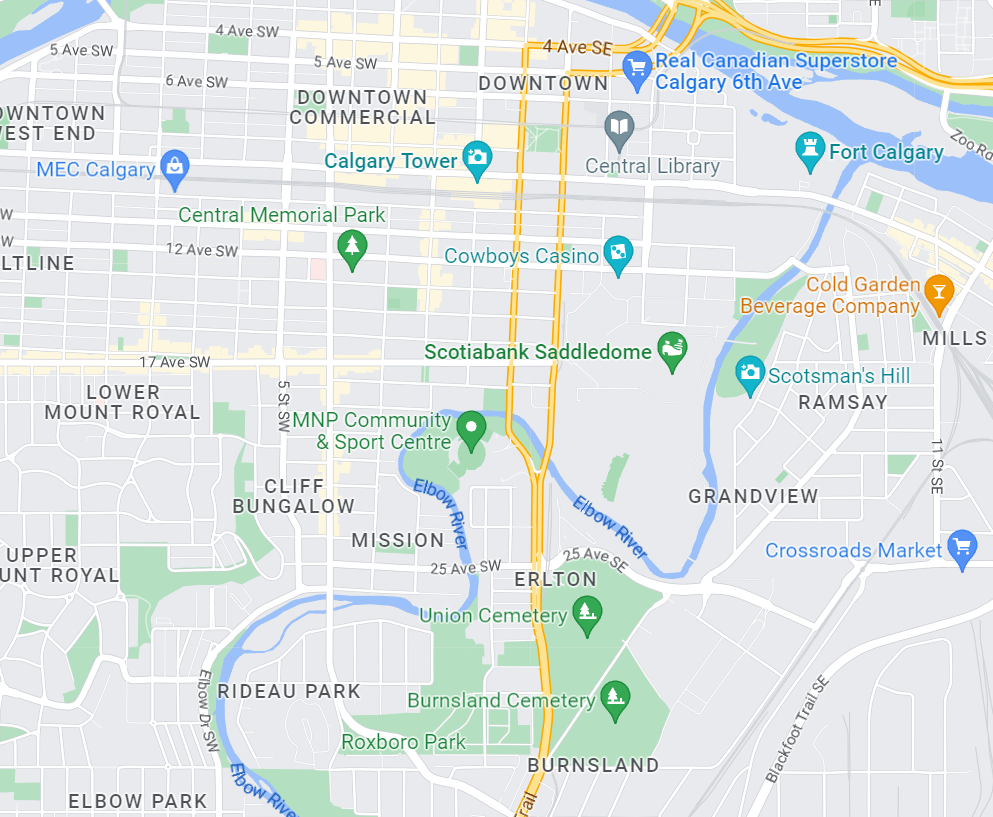 4 Ave SW
5 Ave SW
4 Ave SE
5 Ave SW
Real Canadian Superstore
Calgary 6th Ave
6 Ave SW
DOWNTOWN
DOWNTOWN
COMMERCIAL
OWNTOWN
VEST END
Zoo Ra
Calgary Tower
Central Library
Fort Calgary
MEC Calgary
Central Memorial Park
W
W
12 Ave SW
LTLINE
Cowboys Casino
Cold Garden
Beverage Company
MILLS
17 Ave SW
Scotiabank Saddledome
Scotsman's Hill
LOWER
MOUNT ROYAL
5 St SW
RAMSAY
MNP Community
& Sport Centre
11 St SE
CLIFF
BUNGALOW
Elbow River
Elbow River
GRANDVIEW
MISSION
UPPER
UNT ROYAL
25 Ave SW
25 Ave SE
Crossroads Market
ERLTON
Union Cemetery
Elbow Dr SW
RIDEAU PARK
Burnsland Cemetery
Blackfoot Trail SE
Roxboro Park
BURNSLAND
ELBOW PARK
Elbow River
Trail